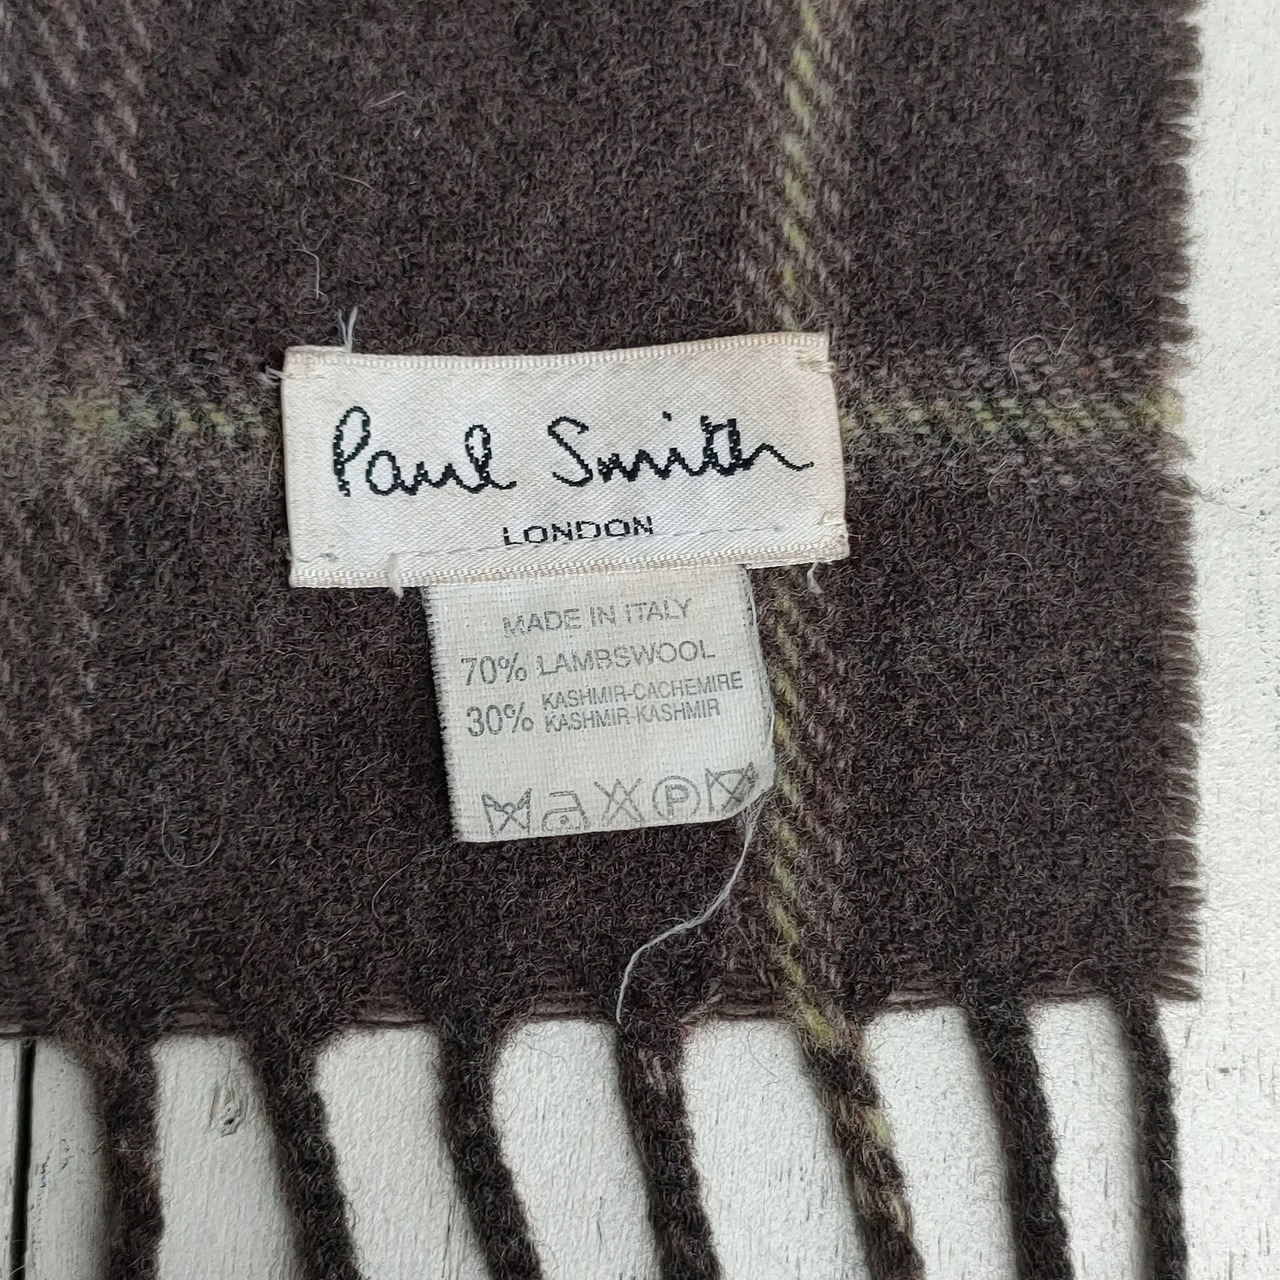 Paul Smith
LONDON
MADE IN ITALY
70% LAMBSWOOL
30% KASHMIR-CACHEMIRE
KASHMIR-KASHMIR
P